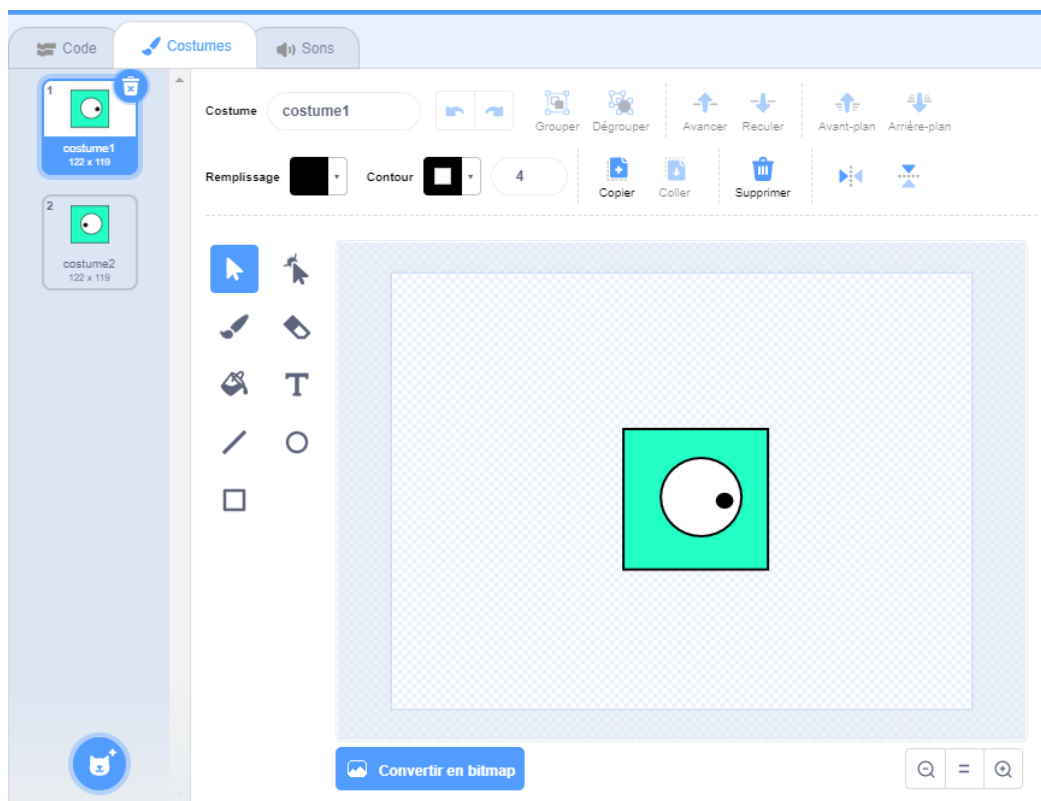 Code
Costumes
Sons
1
costume1
122 x 119
2
costume2
122 x 119
Costume
costume1
Grouper
Dégrouper
Avancer
Reculer
Avant-plan
Arrière-plan
Remplissage
Contour
4
Copier
Coller
Supprimer
T
Convertir en bitmap